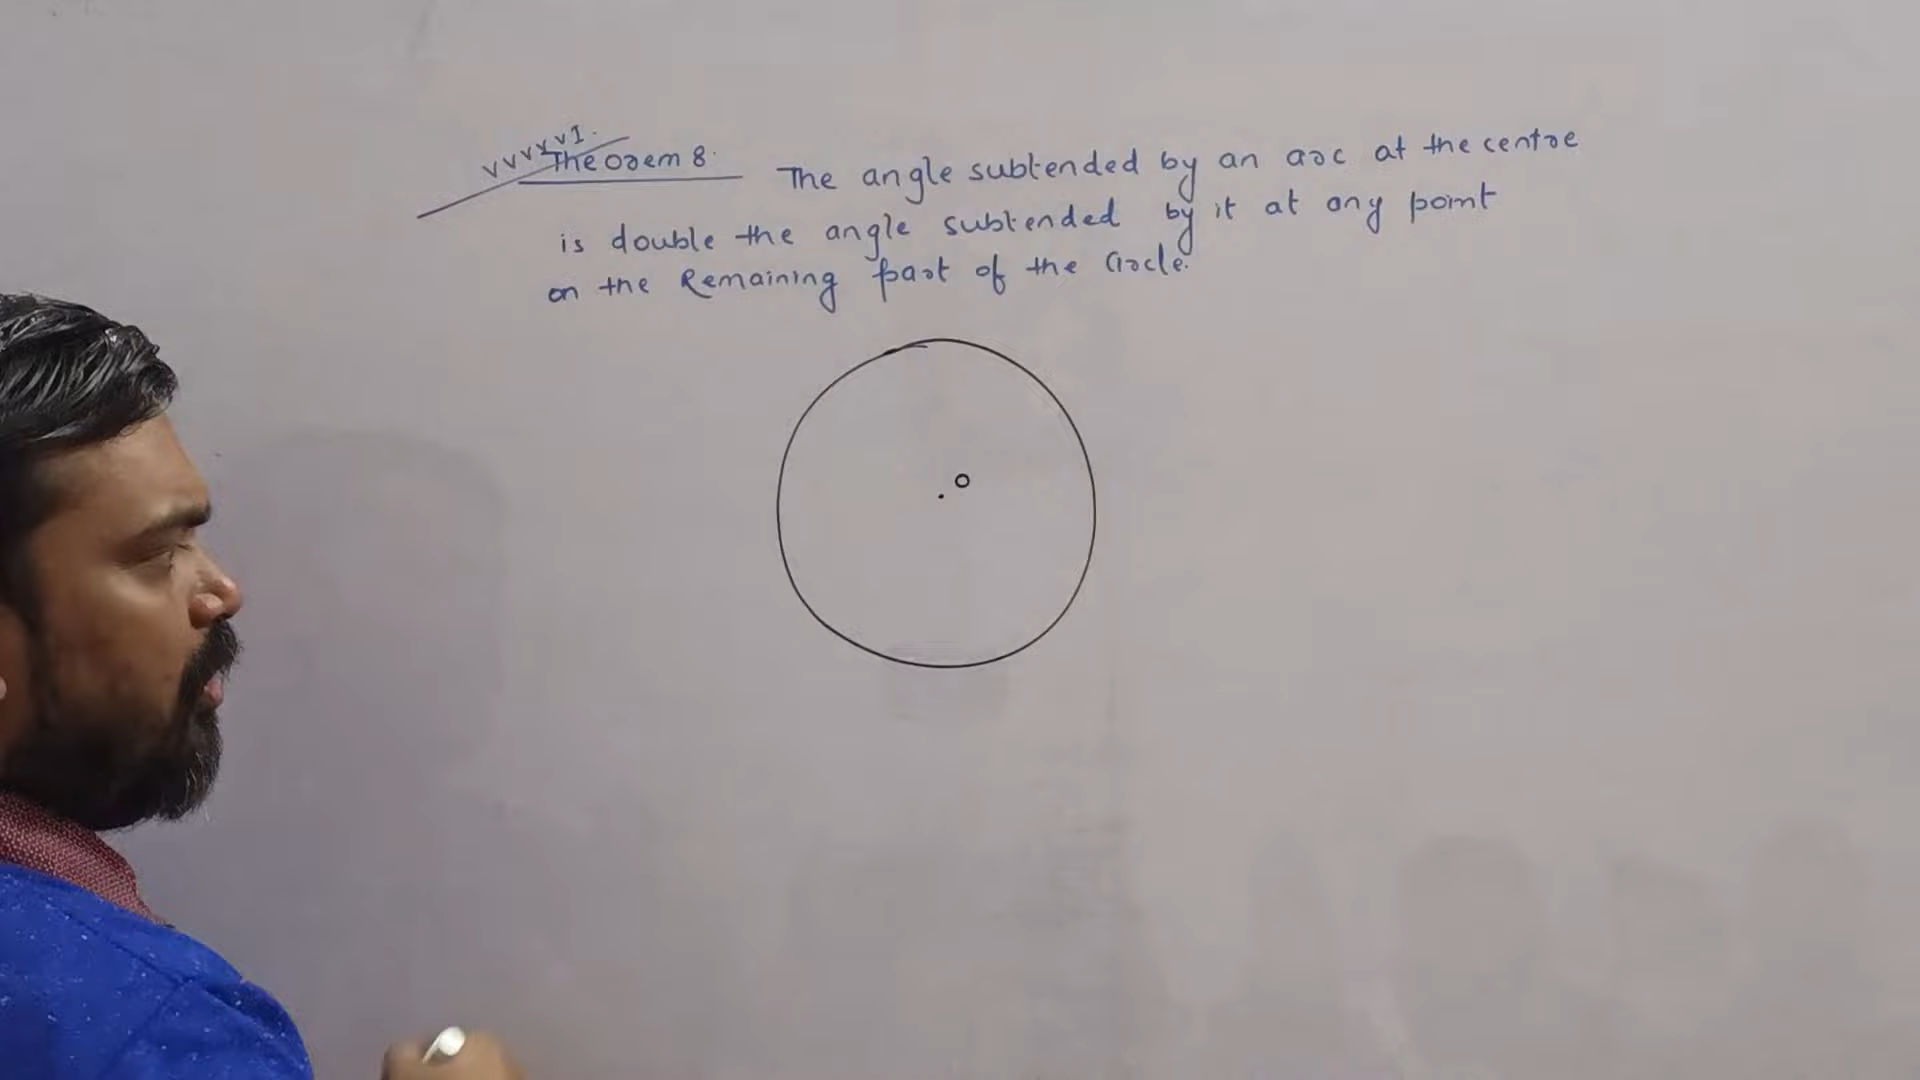 VVVVVI.
Theorem 8. The angle subtended by an arc at the centre
is double the angle subtended by it at any point
on the Remaining part of the Circle.
O